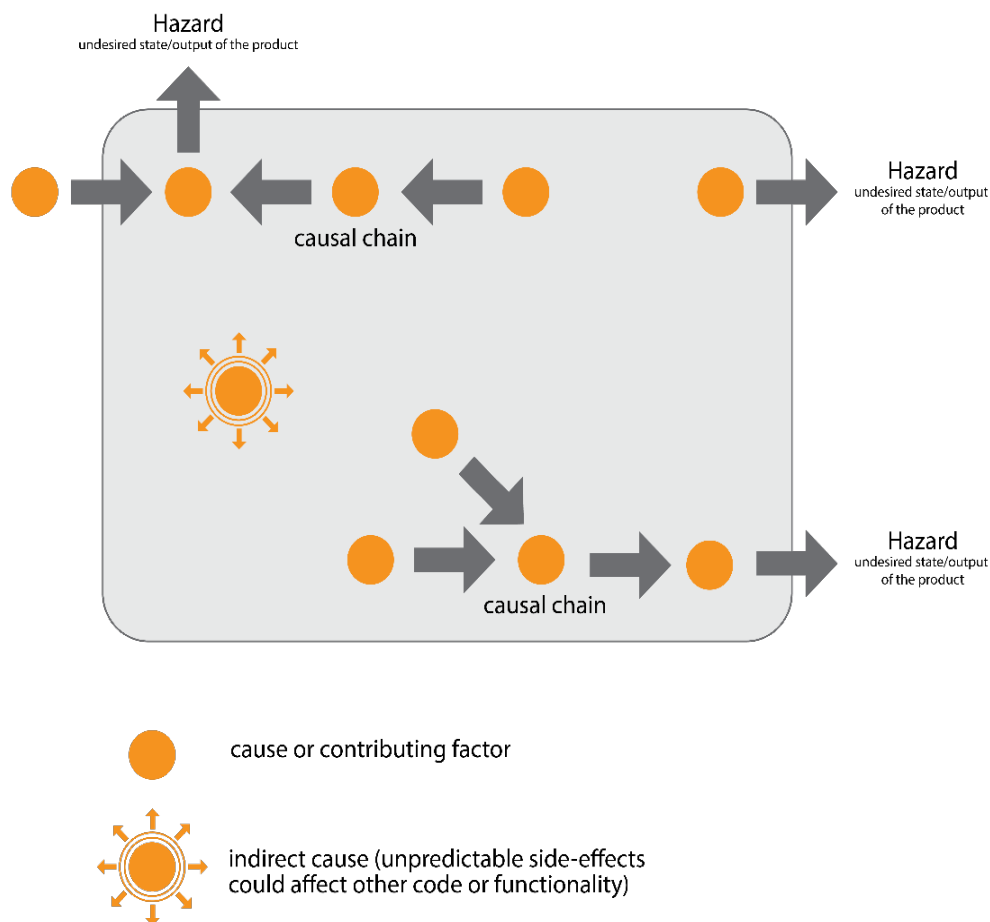 Hazard
undesired state/output of the product
Hazard
undesired state/output
of the product
causal chain
Hazard
undesired state/output
of the product
causal chain
cause or contributing factor
indirect cause (unpredictable side-effects
could affect other code or functionality)